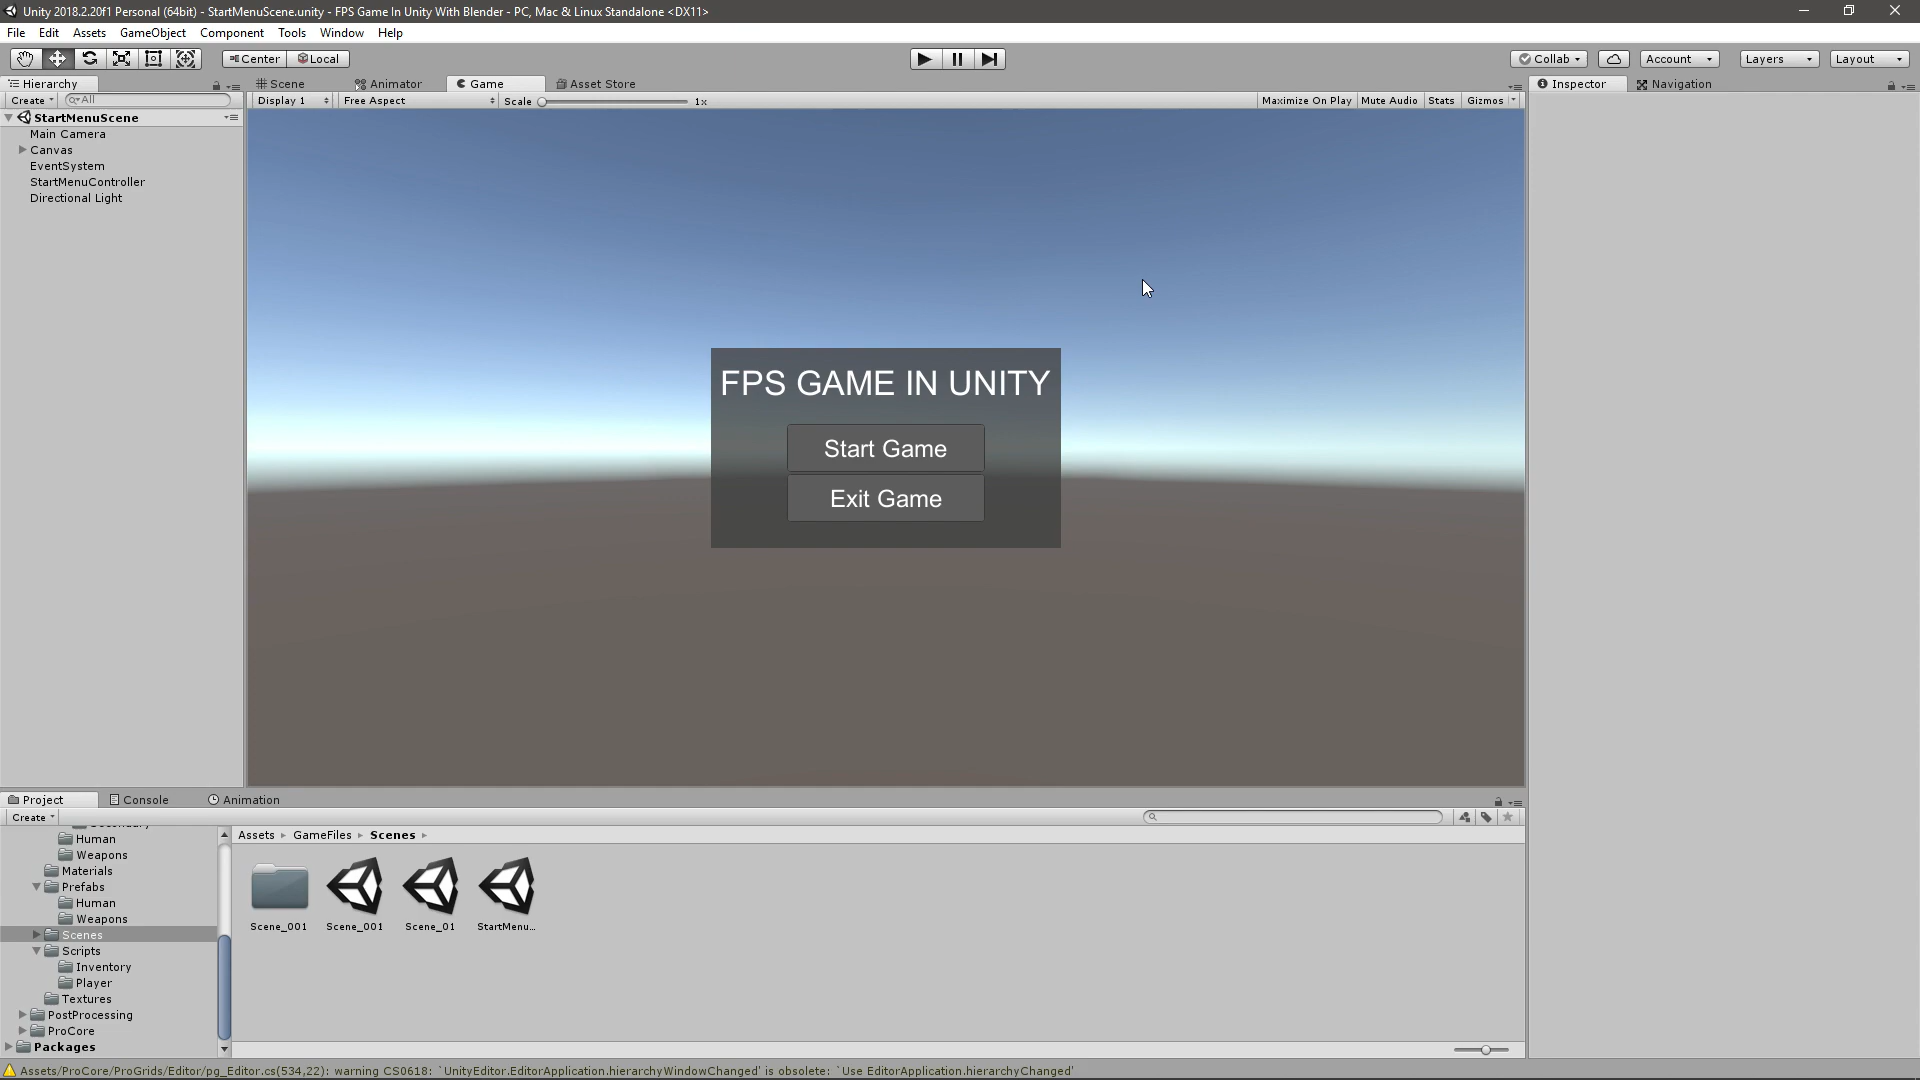 Unity 2018.2.20f1 Personal (64bit) - StartMenuScene.unity - FPS Game In Unity With Blender - PC, Mac & Linux Standalone <DX11>
File Edit Assets GameObject Component Tools Window Help
Center Local Collab Account Layers Layout
Hierarchy Scene Animator Game Asset Store Inspector Navigation
Create All Display 1 Free Aspect Scale 1x Maximize On Play Mute Audio Stats Gizmos
StartMenuScene
Main Camera
Canvas
EventSystem
StartMenuController
Directional Light
FPS GAME IN UNITY
Start Game
Exit Game
Project Console Animation
Create
Assets GameFiles Scenes
Human
Weapons
Materials
Prefabs
Human
Weapons
Scenes
Scripts
Inventory
Player
Textures
PostProcessing
ProCore
Packages
Scene_001 Scene_001 Scene_01 StartMenu...
Assets/ProCore/ProGrids/Editor/pg_Editor.cs(534,22): warning CS0618: `UnityEditor.EditorApplication.hierarchyWindowChanged' is obsolete: `Use EditorApplication.hierarchyChanged'